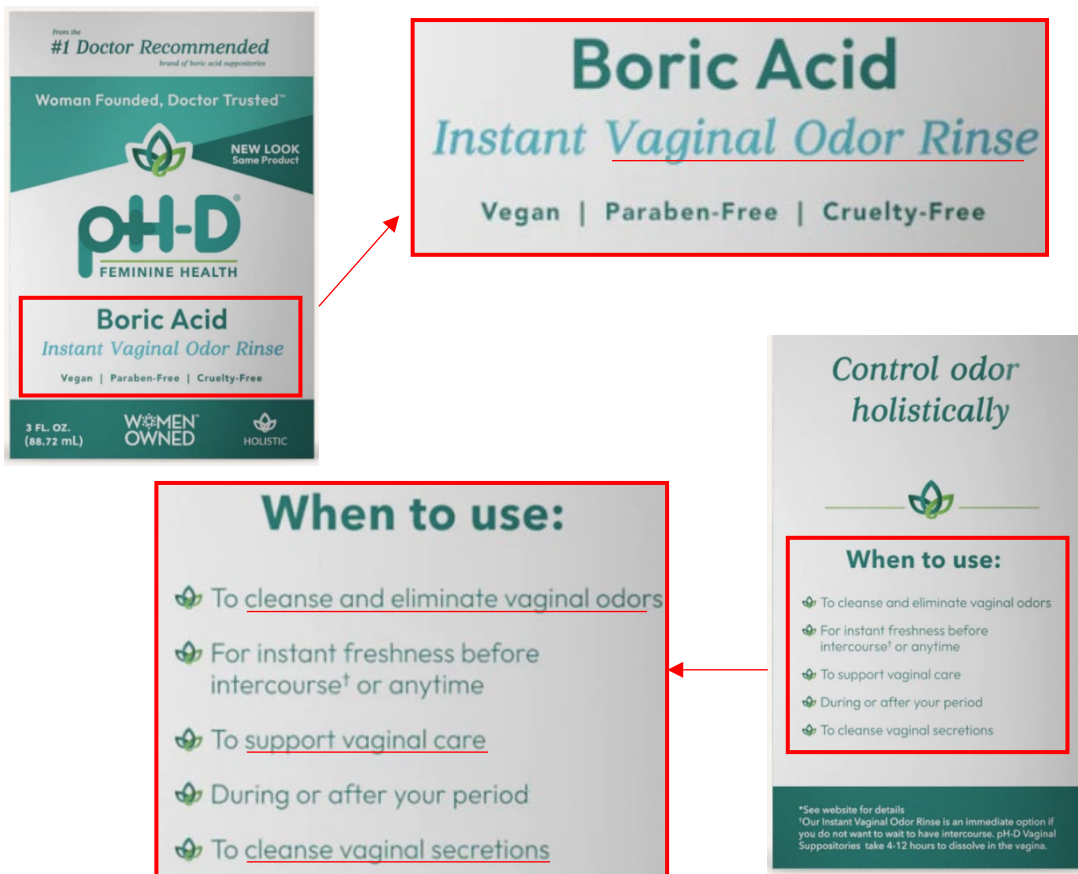 From the
#1 Doctor Recommended
brand of boric acid suppositories
Woman Founded, Doctor Trusted™
NEW LOOK
Same Product
pH-D®
FEMININE HEALTH
Boric Acid
Instant Vaginal Odor Rinse
Vegan | Paraben-Free | Cruelty-Free
3 FL. OZ.
(88.72 mL)
WOMEN™
OWNED
HOLISTIC
Boric Acid
Instant Vaginal Odor Rinse
Vegan | Paraben-Free | Cruelty-Free
Control odor
holistically
When to use:
To cleanse and eliminate vaginal odors
For instant freshness before
intercourse† or anytime
To support vaginal care
During or after your period
To cleanse vaginal secretions
*See website for details
†Our Instant Vaginal Odor Rinse is an immediate option if
you do not want to wait to have intercourse. pH-D Vaginal
Suppositories take 4-12 hours to dissolve in the vagina.
When to use:
To cleanse and eliminate vaginal odors
For instant freshness before
intercourse† or anytime
To support vaginal care
During or after your period
To cleanse vaginal secretions